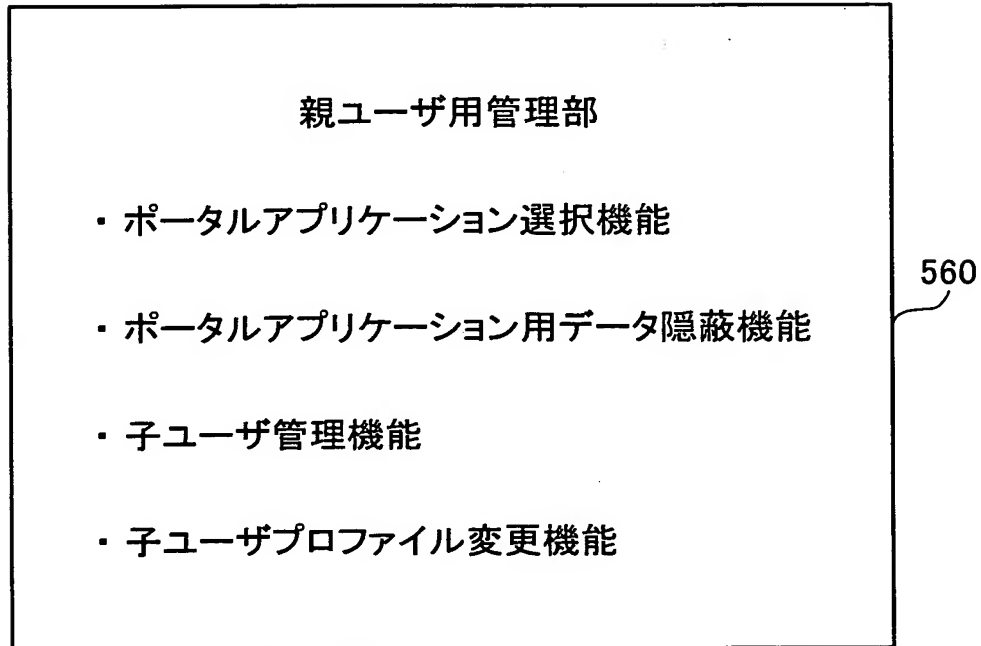 親ユーザ用管理部
・ポータルアプリケーション選択機能
560
・ポータルアプリケーション用データ隠蔽機能
・子ユーザ管理機能
・子ユーザプロファイル変更機能